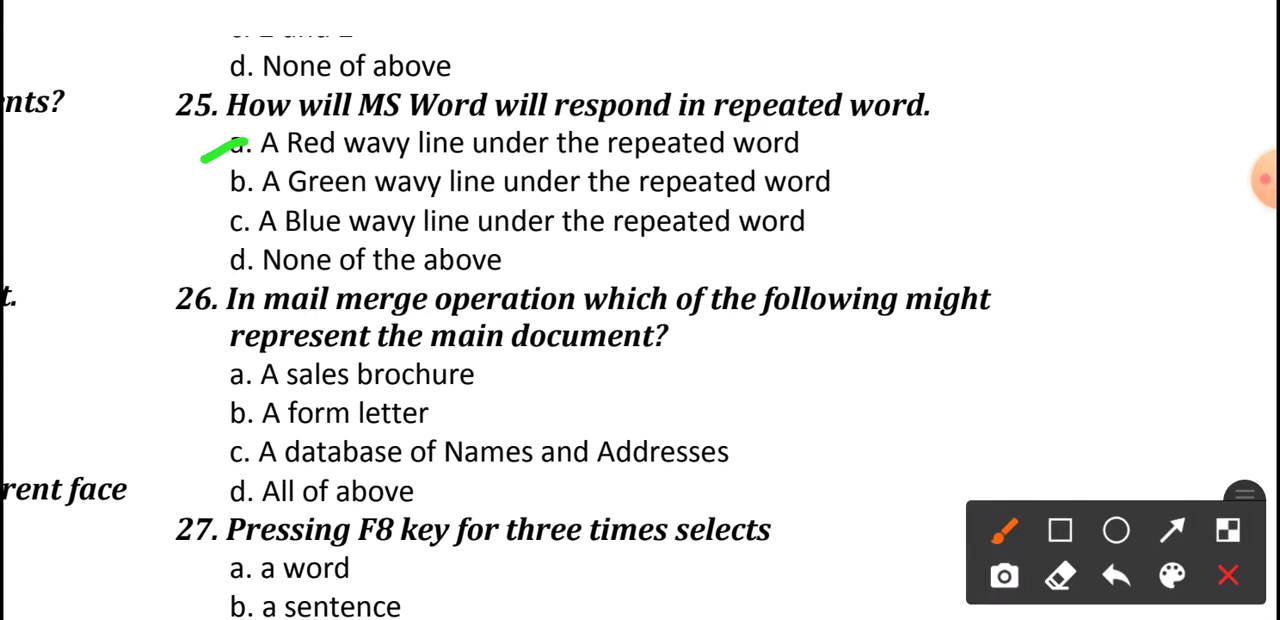 d. None of above
nts?
25. How will MS Word will respond in repeated word.
a. A Red wavy line under the repeated word
b. A Green wavy line under the repeated word
c. A Blue wavy line under the repeated word
d. None of the above
t.
26. In mail merge operation which of the following might
represent the main document?
a. A sales brochure
b. A form letter
c. A database of Names and Addresses
rent face
d. All of above
27. Pressing F8 key for three times selects
a. a word
b. a sentence